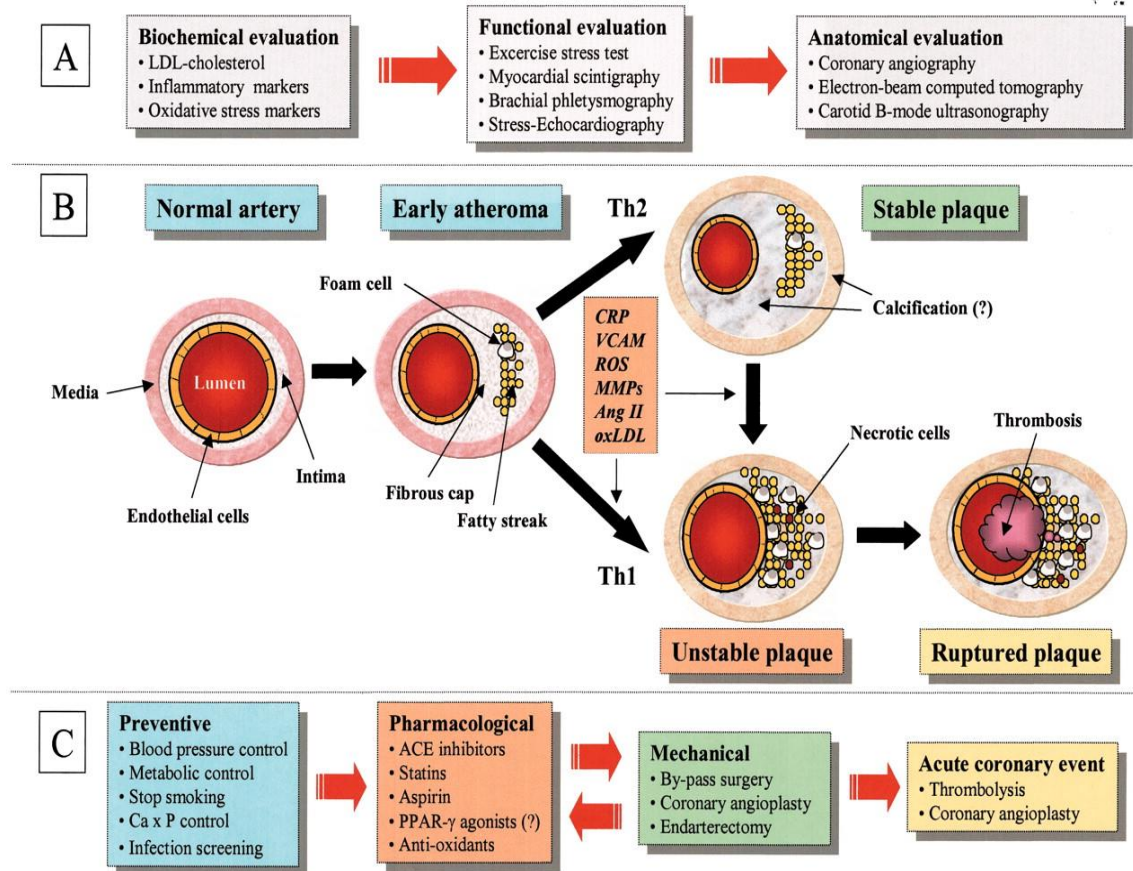 A
Biochemical evaluation
• LDL-cholesterol
• Inflammatory markers
• Oxidative stress markers
Functional evaluation
• Excercise stress test
• Myocardial scintigraphy
• Brachial phletysmography
• Stress-Echocardiography
Anatomical evaluation
• Coronary angiography
• Electron-beam computed tomography
• Carotid B-mode ultrasonography
B
Normal artery
Early atheroma
Th2
Stable plaque
Foam cell
Calcification (?)
CRP
VCAM
ROS
MMPs
Ang II
oxLDL
Lumen
Media
Intima
Endothelial cells
Fibrous cap
Fatty streak
Necrotic cells
Thrombosis
Th1
Unstable plaque
Ruptured plaque
C
Preventive
• Blood pressure control
• Metabolic control
• Stop smoking
• Ca x P control
• Infection screening
Pharmacological
• ACE inhibitors
• Statins
• Aspirin
• PPAR-γ agonists (?)
• Anti-oxidants
Mechanical
• By-pass surgery
• Coronary angioplasty
• Endarterectomy
Acute coronary event
• Thrombolysis
• Coronary angioplasty